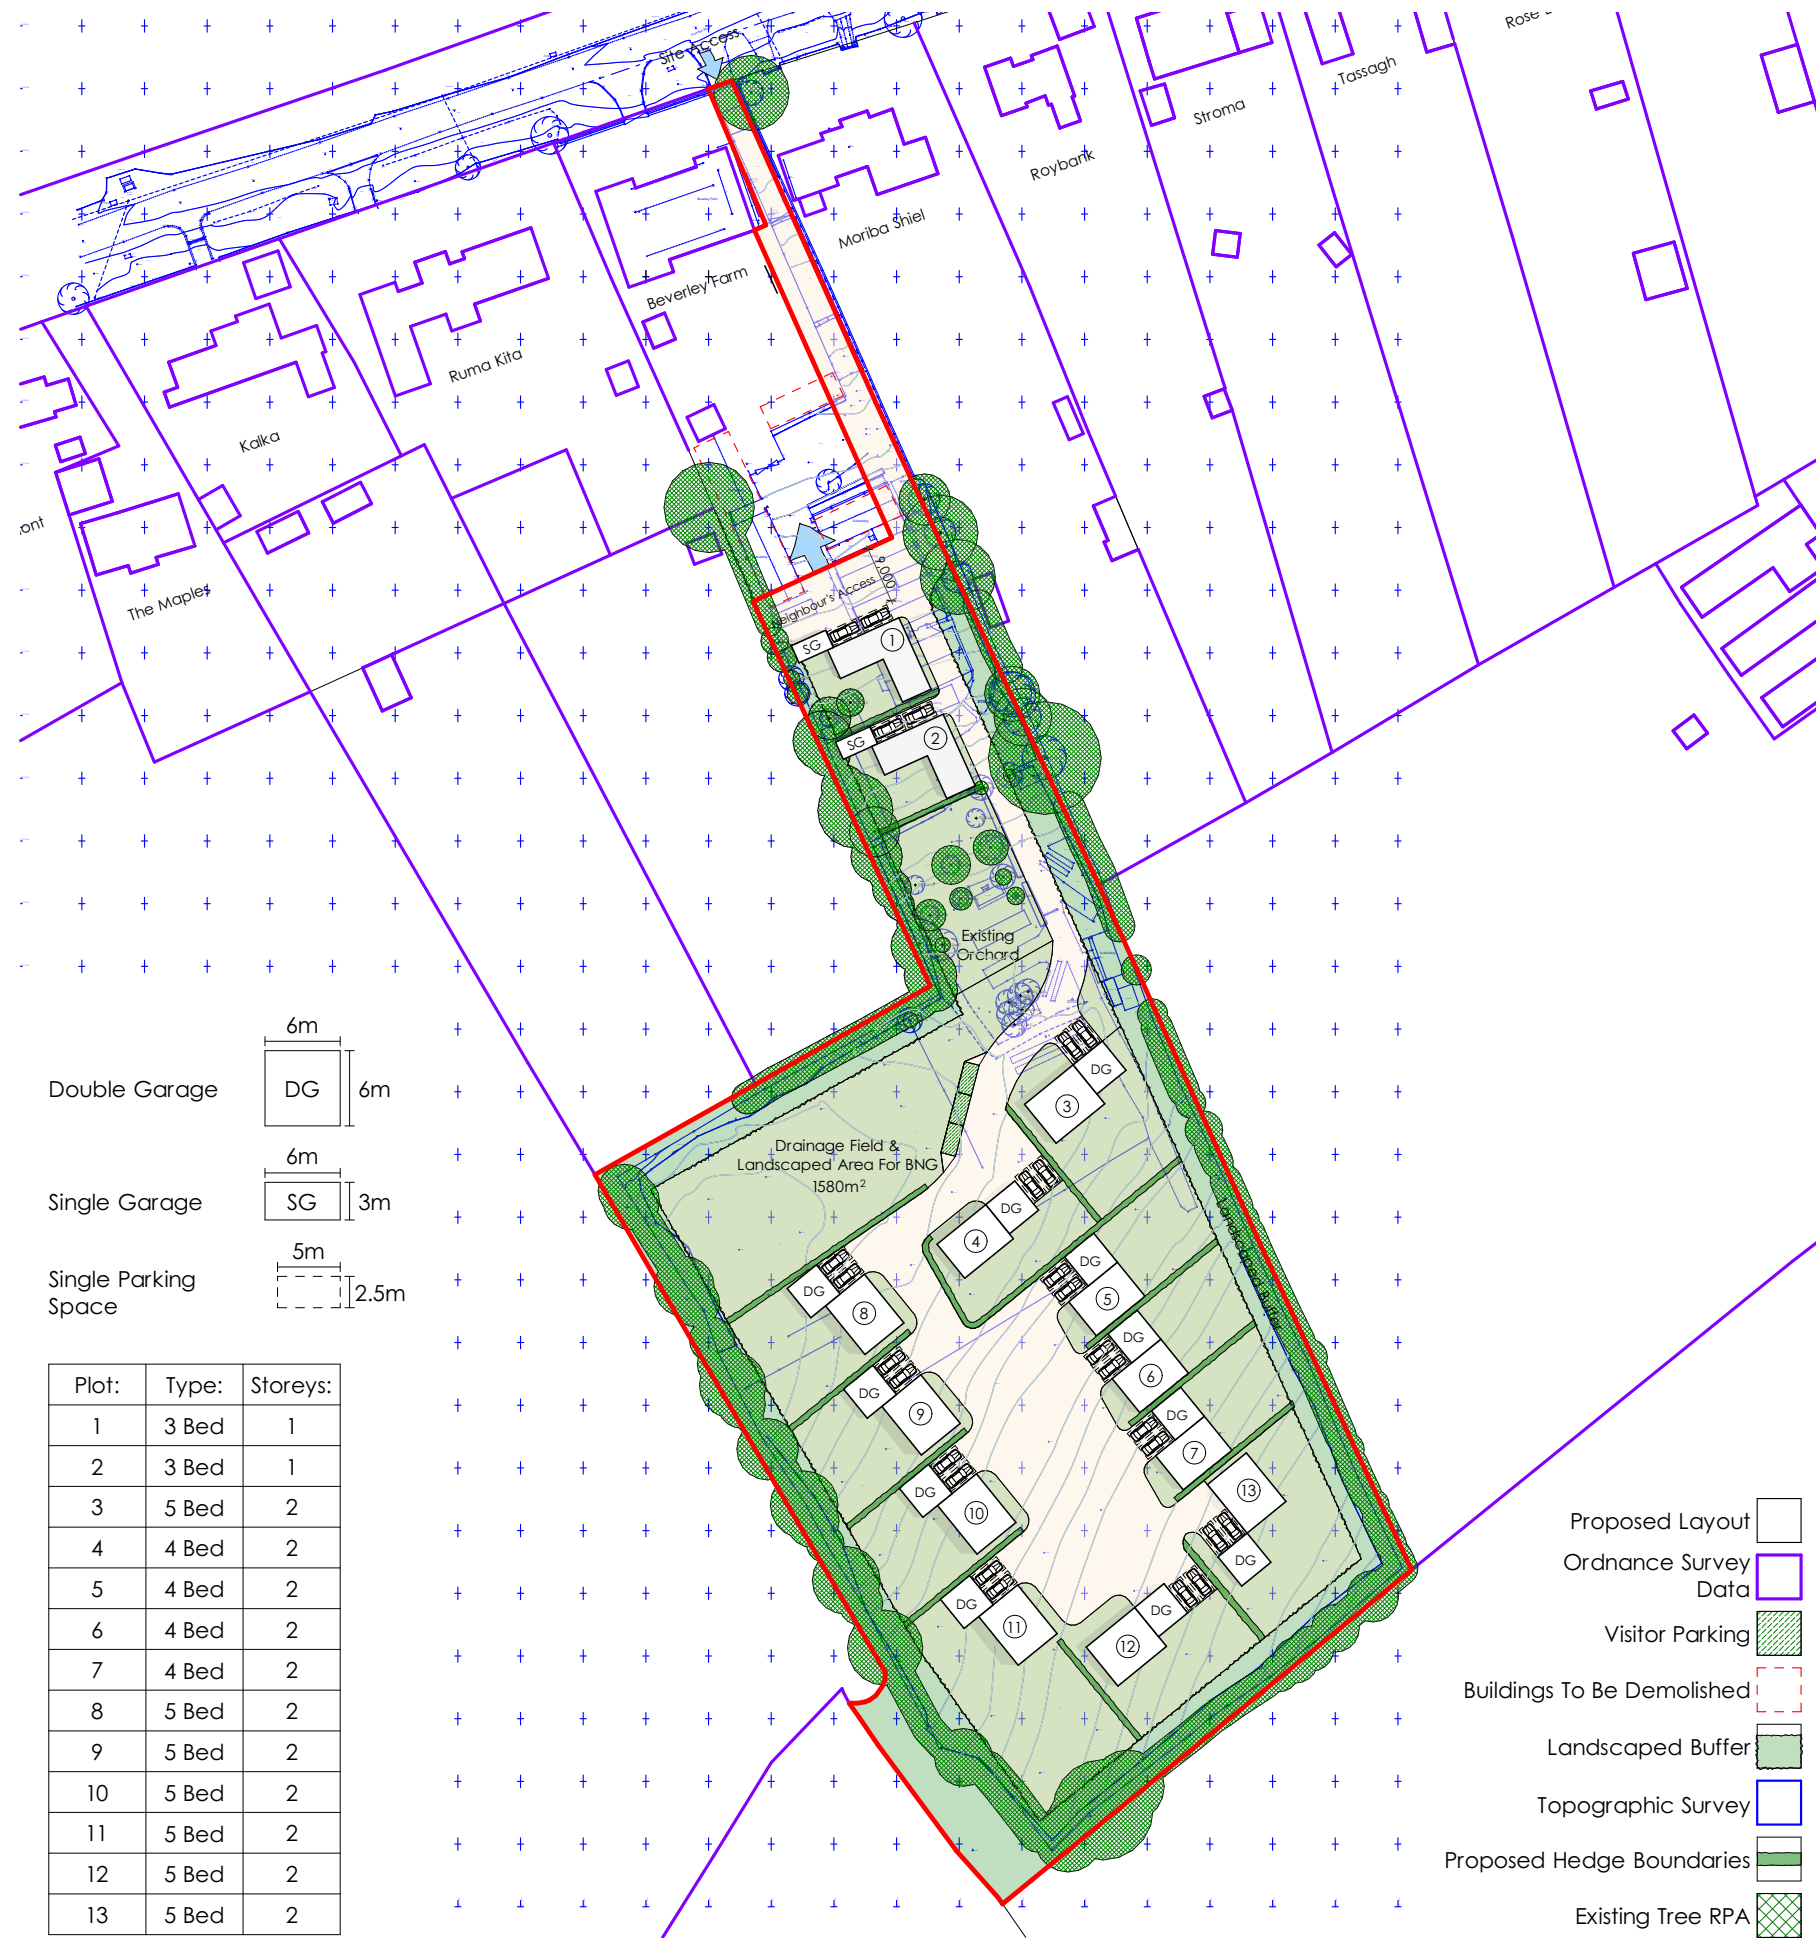 Site Access
Rose
Tassagh
Stroma
Roybank
Moriba Shiel
Beverley Farm
Ruma Kita
Kalka
ont
The Maples
9.000
Neighbour's Access
SG
1
SG
2
Existing
Orchard
DG
3
Drainage Field &
Landscaped Area For BNG
1580m²
DG
4
Landscaped Buffer
DG
5
DG
8
DG
6
DG
9
DG
7
13
DG
10
DG
DG
11
DG
12
6m
Double Garage
DG
6m
6m
Single Garage
SG
3m
5m
Single Parking
Space
2.5m
Plot: Type: Storeys:
1 3 Bed 1
2 3 Bed 1
3 5 Bed 2
4 4 Bed 2
5 4 Bed 2
6 4 Bed 2
7 4 Bed 2
8 5 Bed 2
9 5 Bed 2
10 5 Bed 2
11 5 Bed 2
12 5 Bed 2
13 5 Bed 2
Proposed Layout
Ordnance Survey
Data
Visitor Parking
Buildings To Be Demolished
Landscaped Buffer
Topographic Survey
Proposed Hedge Boundaries
Existing Tree RPA